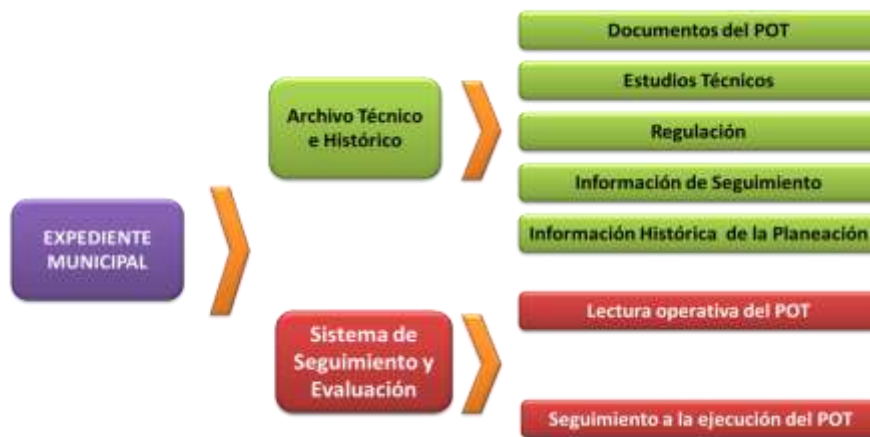 EXPEDIENTE
MUNICIPAL
Archivo Técnico
e Histórico
Documentos del POT
Estudios Técnicos
Regulación
Información de Seguimiento
Información Histórica de la Planeación
Sistema de
Seguimiento y
Evaluación
Lectura operativa del POT
Seguimiento a la ejecución del POT